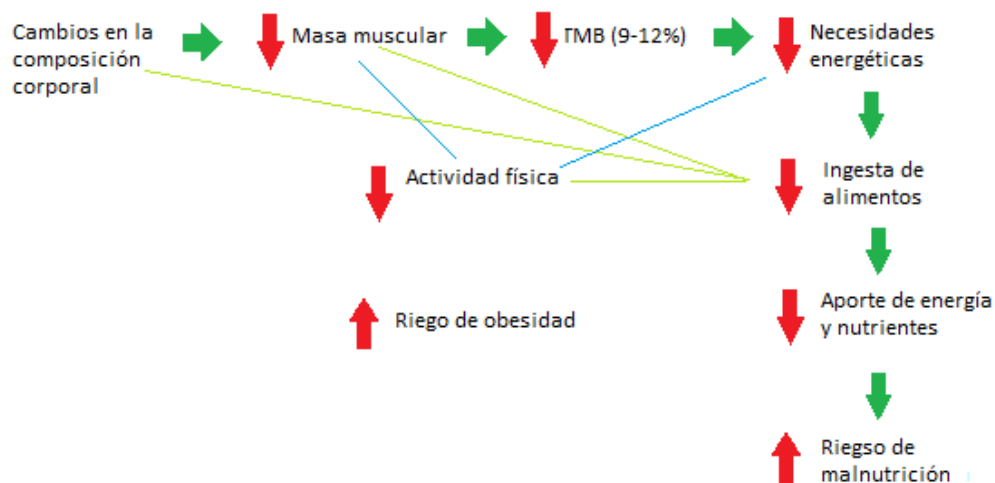 Cambios en la
composición
corporal
Masa muscular
TMB (9-12%)
Necesidades
energéticas
Actividad física
Ingesta de
alimentos
Riego de obesidad
Aporte de energía
y nutrientes
Riegso de
malnutrición